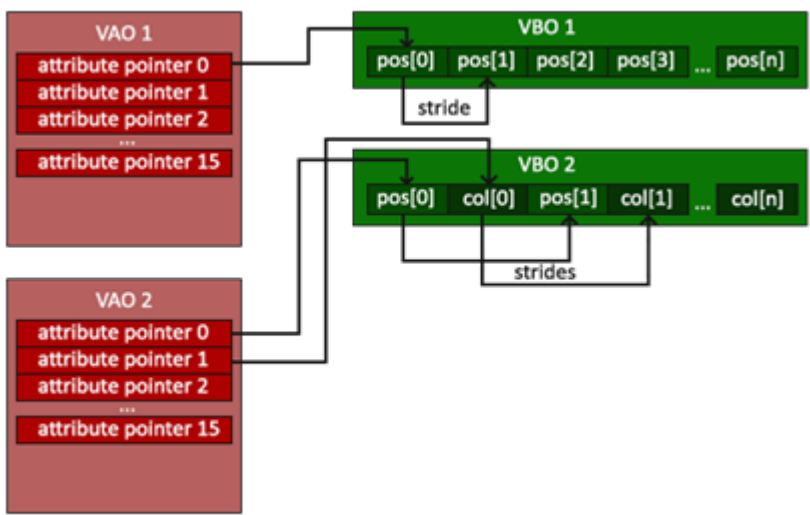 VAO 1
attribute pointer 0
attribute pointer 1
attribute pointer 2
...
attribute pointer 15
VBO 1
pos[0] pos[1] pos[2] pos[3] ... pos[n]
stride
VBO 2
pos[0] col[0] pos[1] col[1] ... col[n]
strides
VAO 2
attribute pointer 0
attribute pointer 1
attribute pointer 2
...
attribute pointer 15